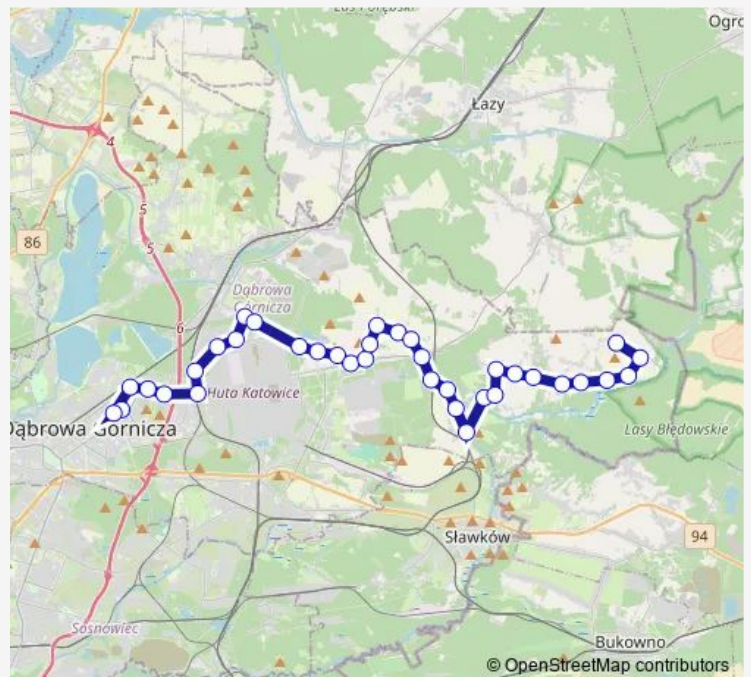 Ogro
Łazy
4
5
86
5
Dąbrowa
Górnicza
6
Huta Katowice
Dąbrowa Górnicza
Lasy Błędowskie
94
Sławków
Sosnowiec
Bukowno
© OpenStreetMap contributors